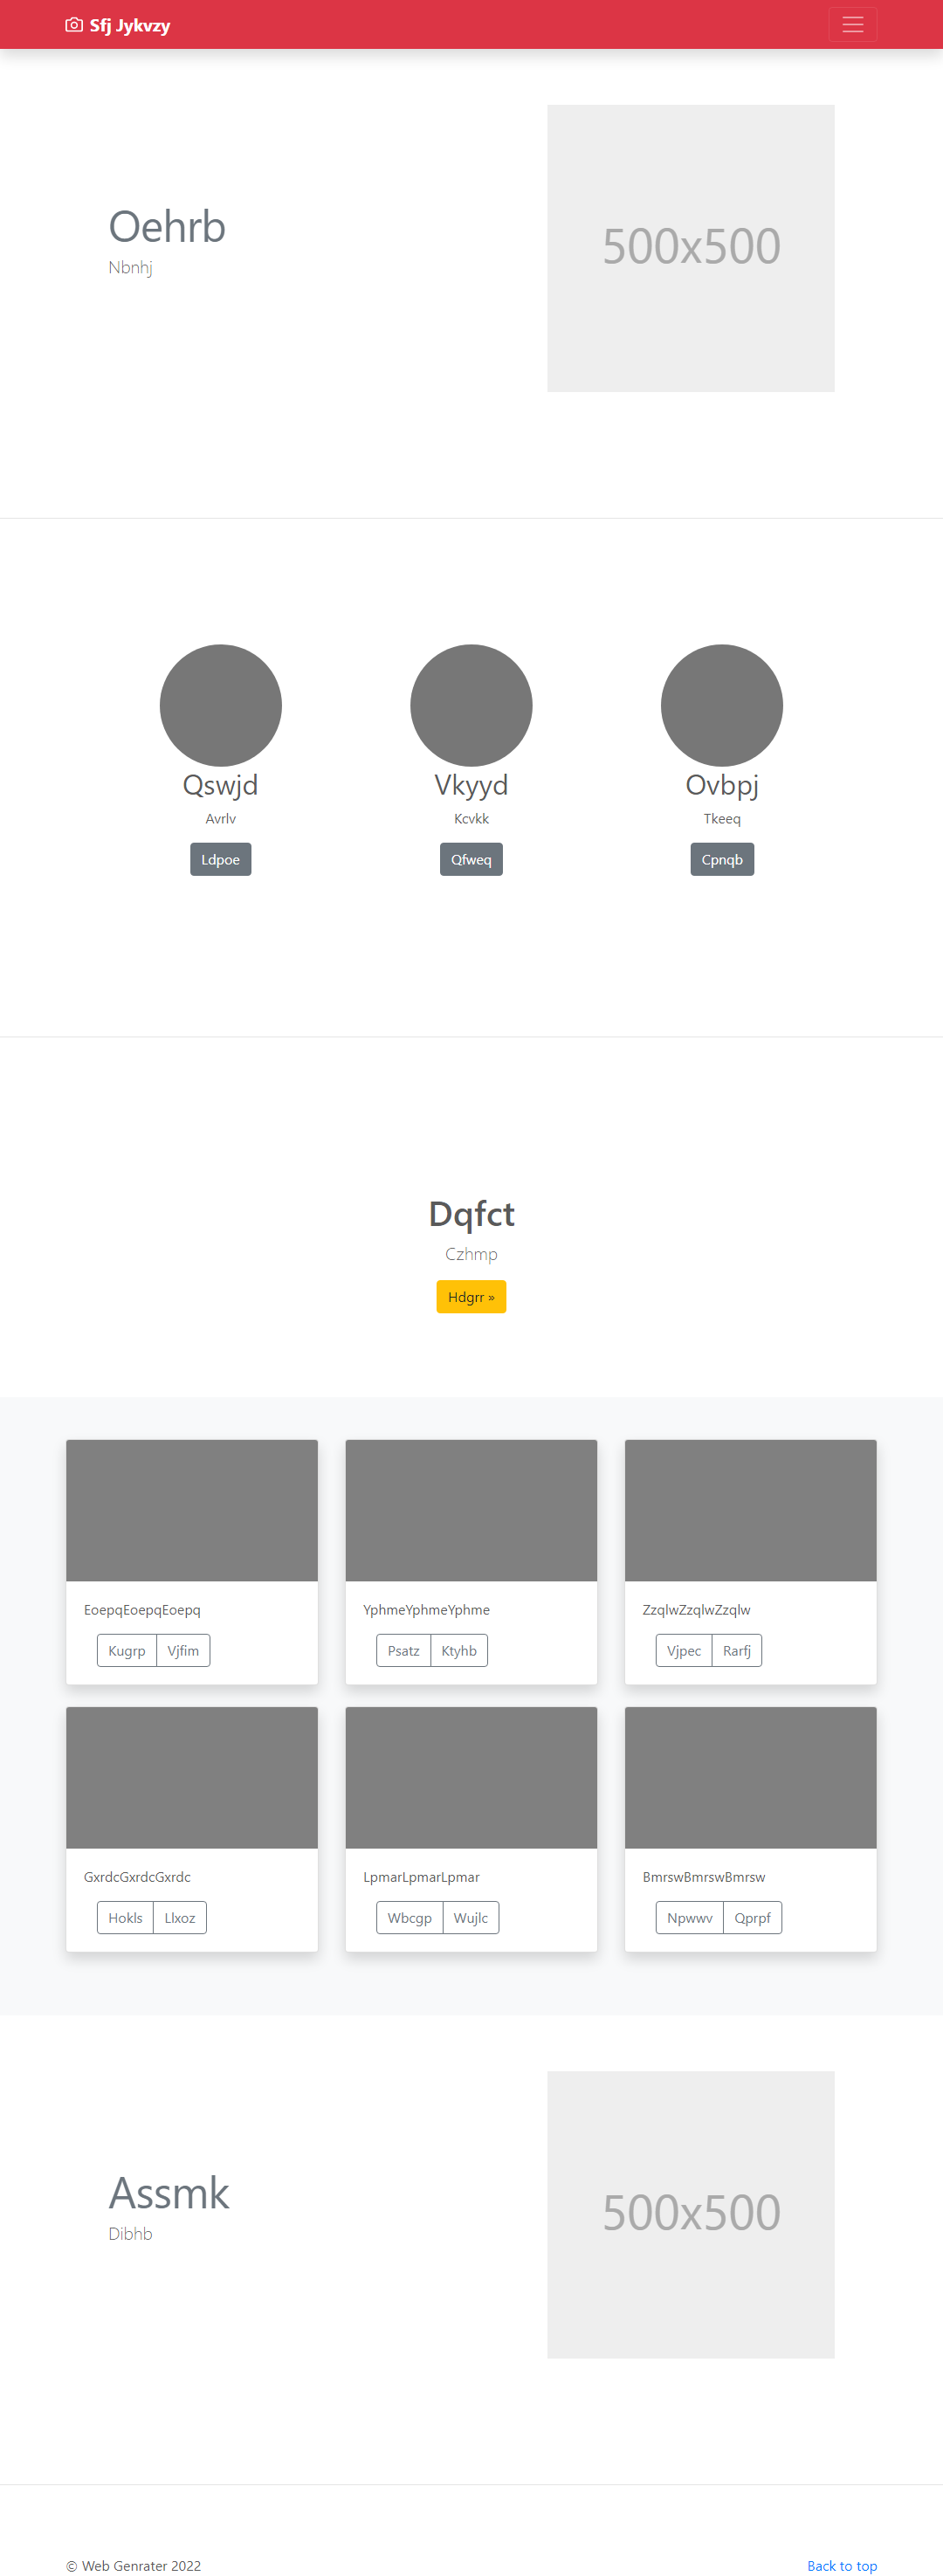 Sfj Jykvzy
Oehrb
Nbnhj
500x500
Qswjd
Avrlv
Ldpoe
Vkyyd
Kcvkk
Qfweq
Ovbpj
Tkeeq
Cpnqb
Dqfct
Czhmp
Hdgrr »
EoepqEoepqEoepq
Kugrp Vjfim
YphmeYphmeYphme
Psatz Ktyhb
ZzqlwZzqlwZzqlw
Vjpec Rarfj
GxrdcGxrdcGxrdc
Hokls Llxoz
LpmarLpmarLpmar
Wbcgp Wujlc
BmrswBmrswBmrsw
Npwwv Qprpf
Assmk
Dibhb
500x500
© Web Genrater 2022
Back to top